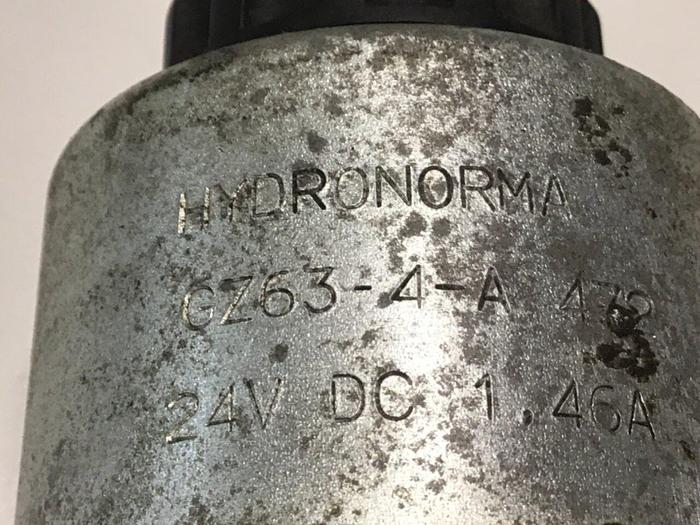 HYDRONORMA
GZ63-4-A
24V DC 1,46A